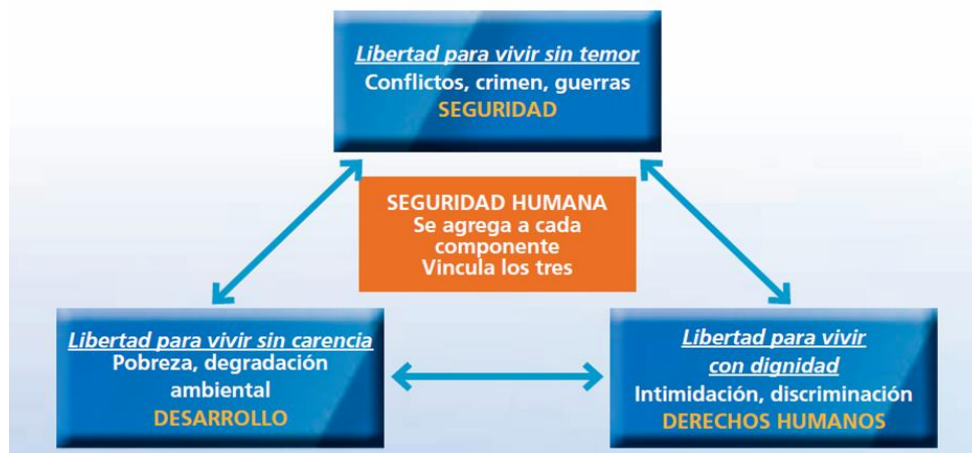 Libertad para vivir sin temor
Conflictos, crimen, guerras
SEGURIDAD
SEGURIDAD HUMANA
Se agrega a cada
componente
Vincula los tres
Libertad para vivir sin carencia
Pobreza, degradación
ambiental
DESARROLLO
Libertad para vivir
con dignidad
Intimidación, discriminación
DERECHOS HUMANOS